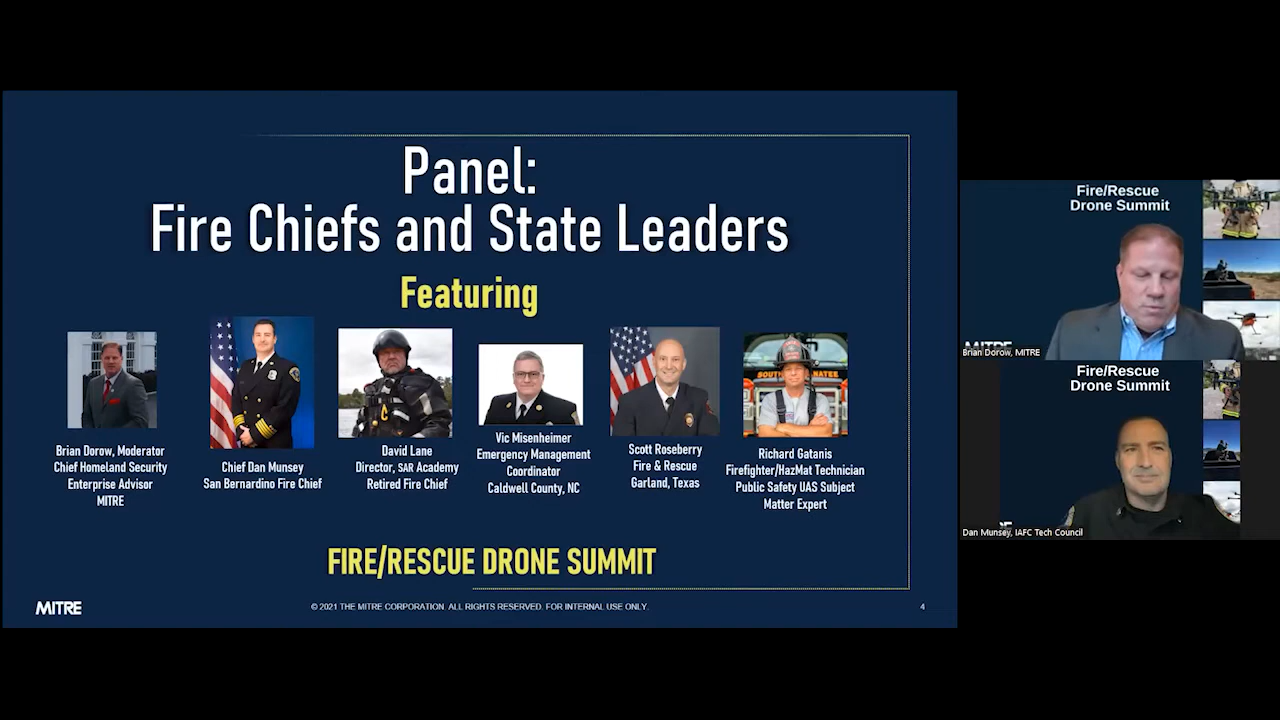 Panel:
Fire Chiefs and State Leaders
Featuring
Brian Dorow, Moderator
Chief Homeland Security
Enterprise Advisor
MITRE
Chief Dan Munsey
San Bernardino Fire Chief
David Lane
Director, SAR Academy
Retired Fire Chief
Vic Misenheimer
Emergency Management
Coordinator
Caldwell County, NC
Scott Roseberry
Fire & Rescue
Garland, Texas
Richard Gatanis
Firefighter/HazMat Technician
Public Safety UAS Subject
Matter Expert
FIRE/RESCUE DRONE SUMMIT
MITRE
© 2021 THE MITRE CORPORATION. ALL RIGHTS RESERVED. FOR INTERNAL USE ONLY.
4
Fire/Rescue
Drone Summit
Brian Dorow, MITRE
Fire/Rescue
Drone Summit
Dan Munsey, IAFC Tech Council